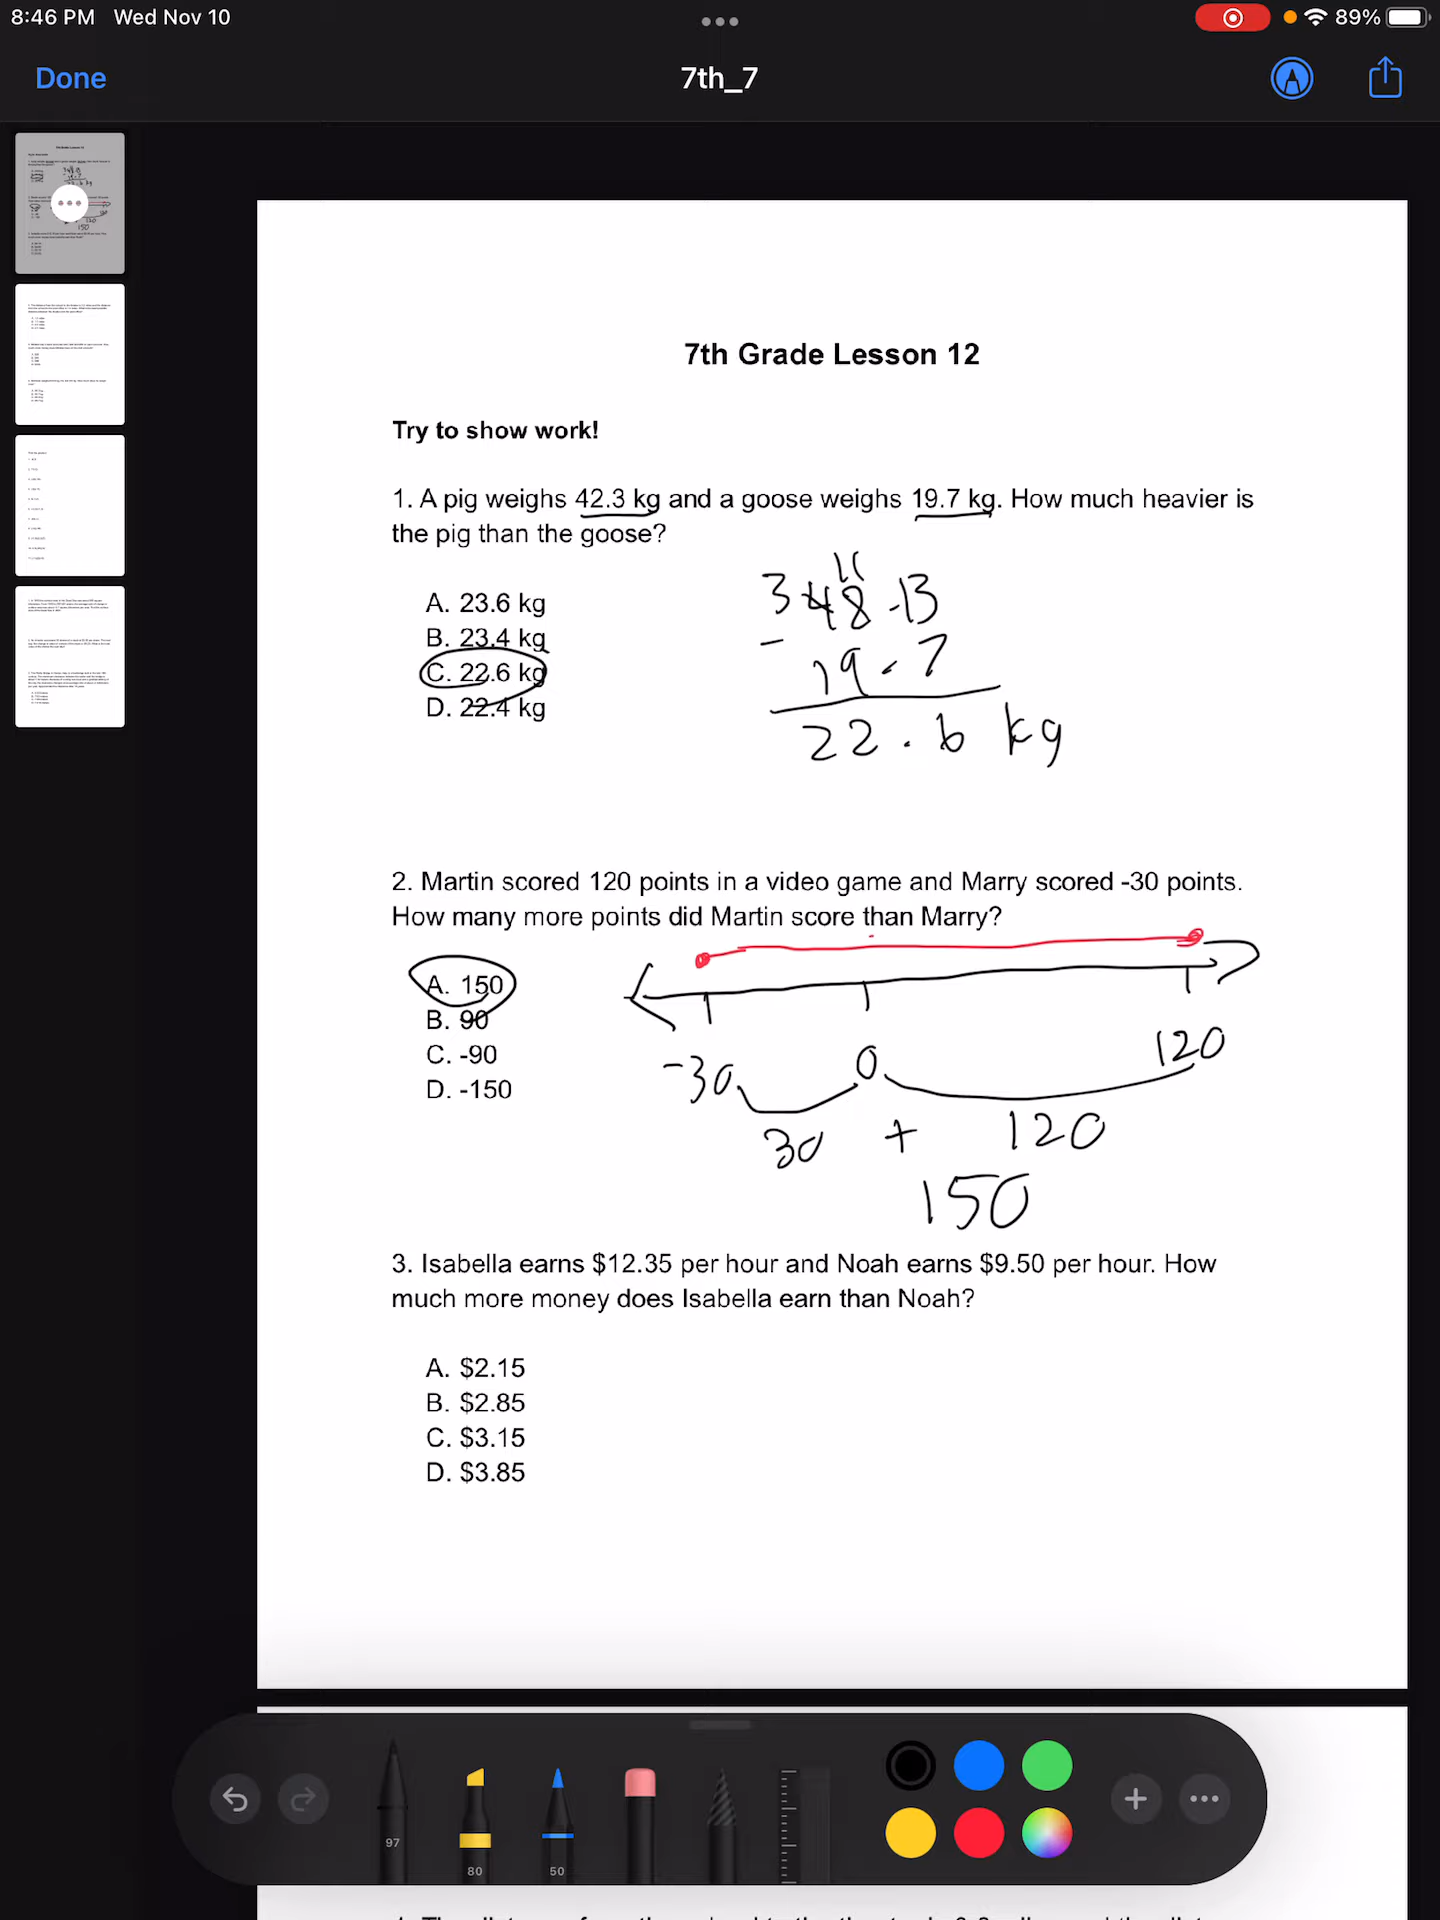 8:46 PM Wed Nov 10
89%
Done
7th_7
7th Grade Lesson 12
Try to show work!
1. A pig weighs 42.3 kg and a goose weighs 19.7 kg. How much heavier is
the pig than the goose?
A. 23.6 kg
B. 23.4 kg
C. 22.6 kg
D. 22.4 kg
11
3 4 8 . 13
- 19.7
22.6 kg
2. Martin scored 120 points in a video game and Marry scored -30 points.
How many more points did Martin score than Marry?
A. 150
B. 90
C. -90
D. -150
-30 0 120
30 + 120
150
3. Isabella earns $12.35 per hour and Noah earns $9.50 per hour. How
much more money does Isabella earn than Noah?
A. $2.15
B. $2.85
C. $3.15
D. $3.85
97
80
50